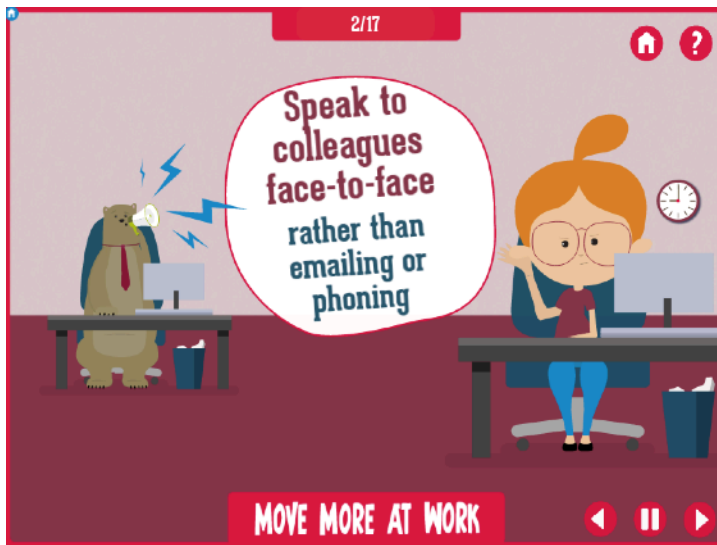 2/17
Speak to
colleagues
face-to-face
rather than
emailing or
phoning
MOVE MORE AT WORK
?